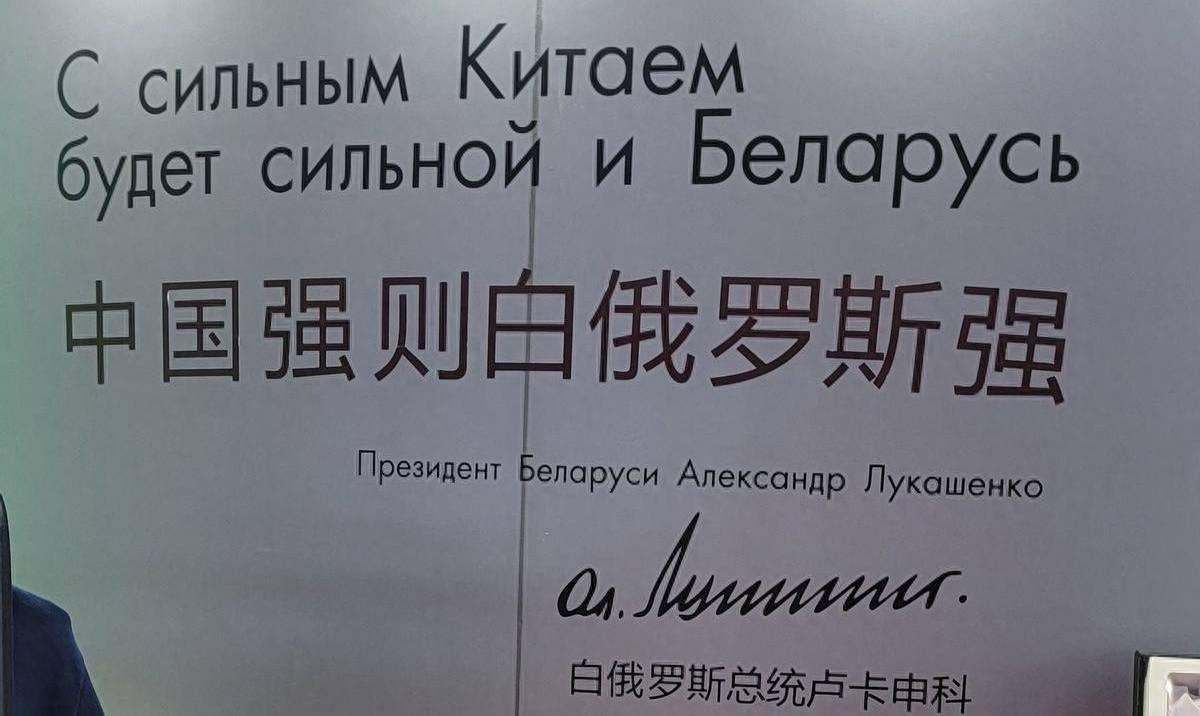 С сильным Китаем
будет сильной и Беларусь
中国强则白俄罗斯强
Президент Беларуси Александр Лукашенко
Ал.
白俄罗斯总统卢卡申科